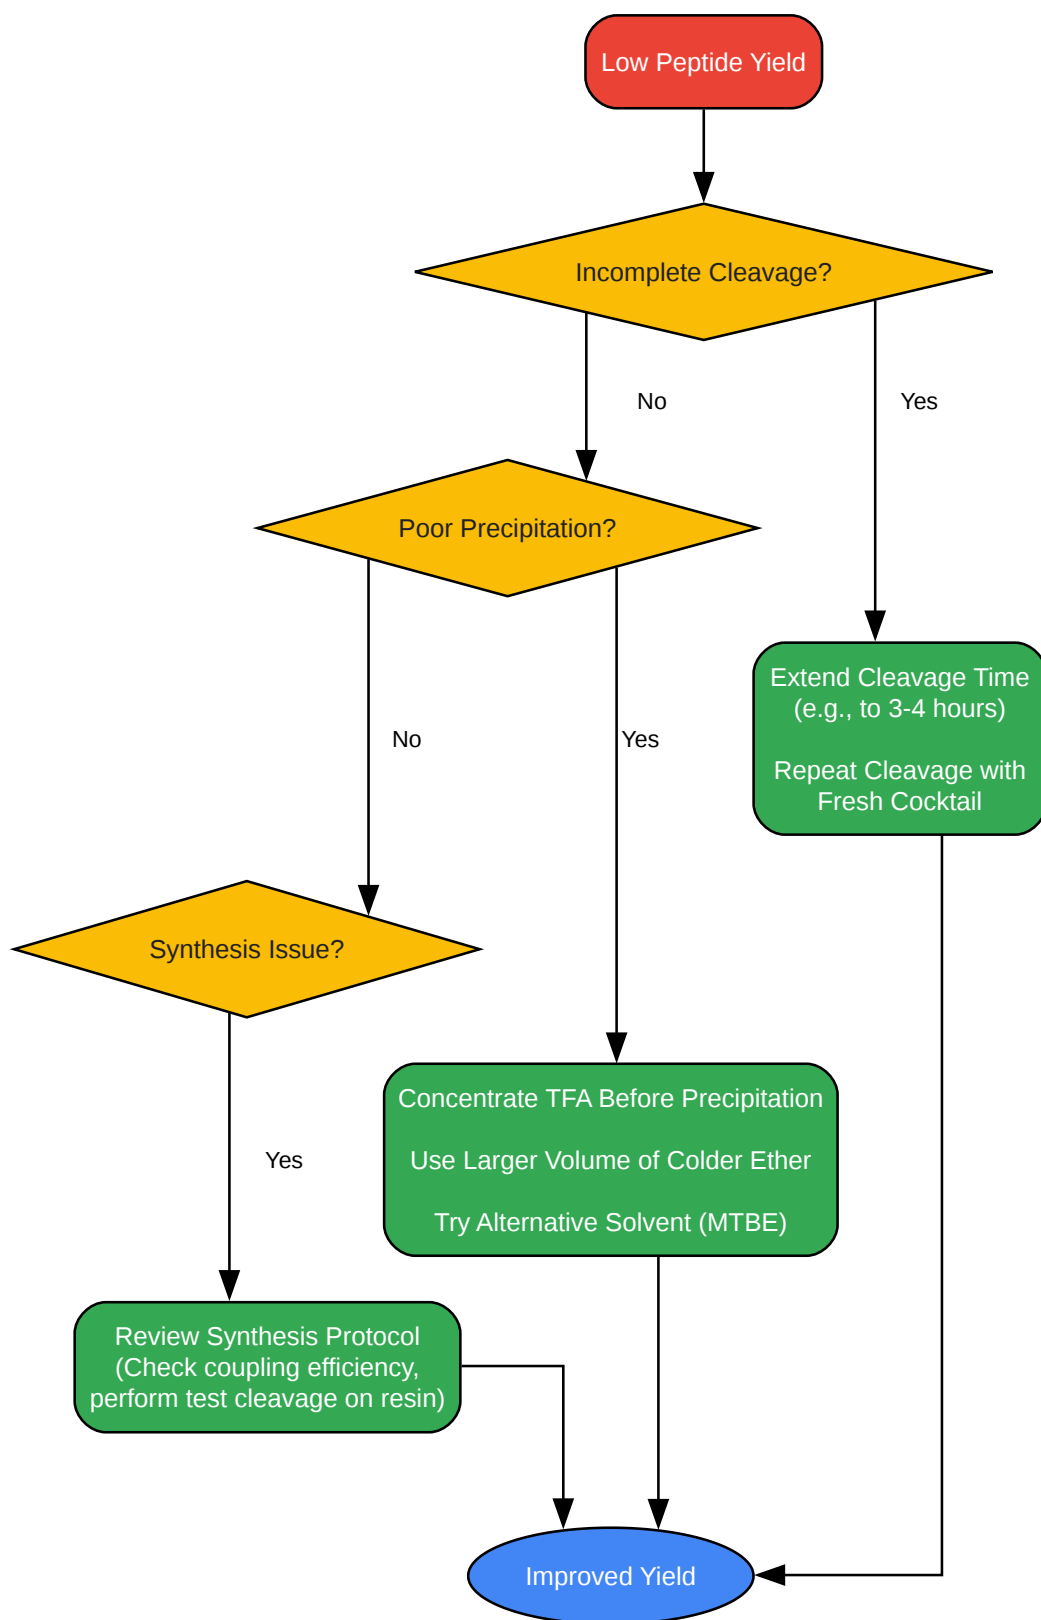 Low Peptide Yield
Incomplete Cleavage?
No
Yes
Poor Precipitation?
Extend Cleavage Time
(e.g., to 3-4 hours)
Repeat Cleavage with
Fresh Cocktail
No
Yes
Synthesis Issue?
Concentrate TFA Before Precipitation
Use Larger Volume of Colder Ether
Try Alternative Solvent (MTBE)
Yes
Review Synthesis Protocol
(Check coupling efficiency,
perform test cleavage on resin)
Improved Yield